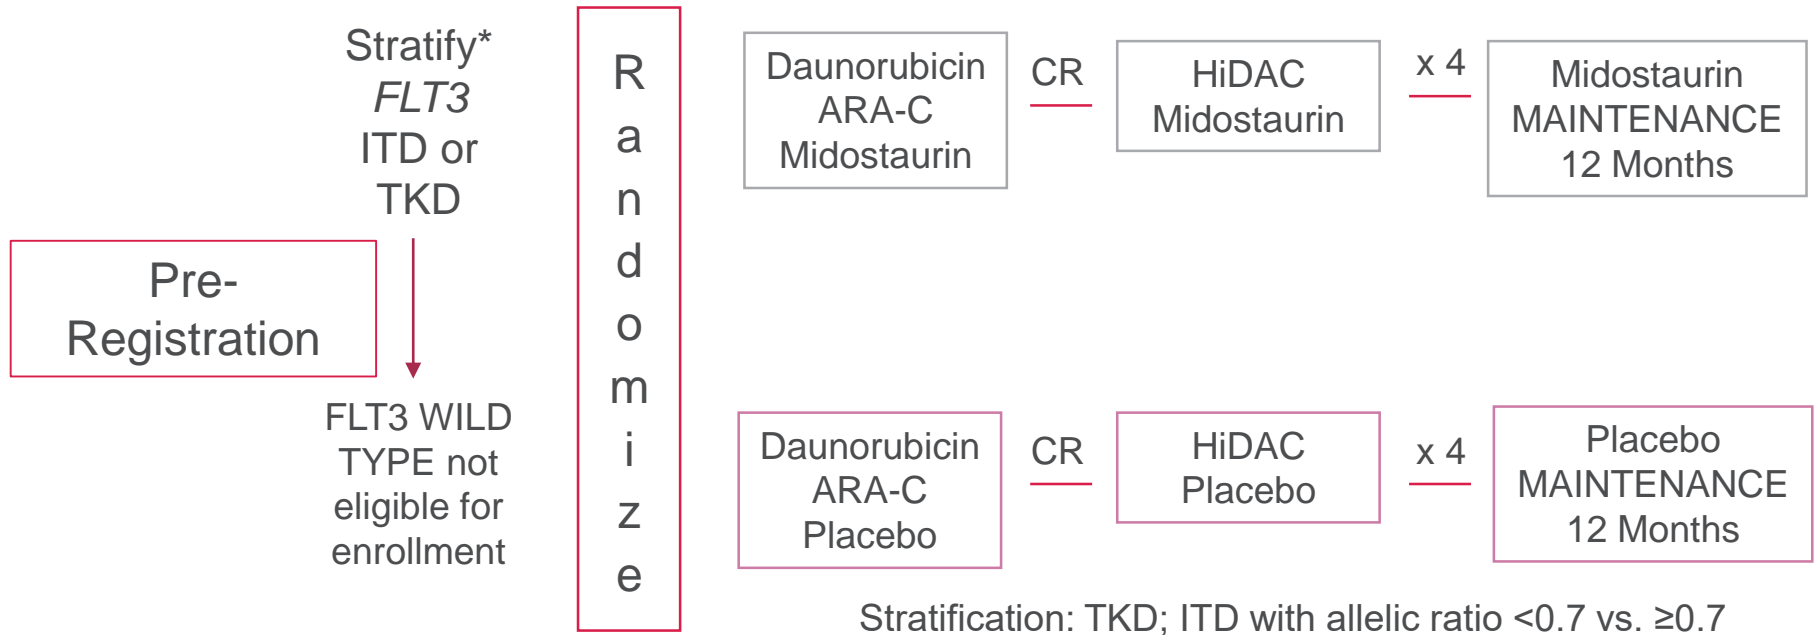 Stratify*
FLT3
ITD or
TKD
Pre-
Registration
FLT3 WILD
TYPE not
eligible for
enrollment
R
a
n
d
o
m
i
z
e
Daunorubicin
ARA-C
Midostaurin
CR
HiDAC
Midostaurin
x 4
Midostaurin
MAINTENANCE
12 Months
Daunorubicin
ARA-C
Placebo
CR
HiDAC
Placebo
x 4
Placebo
MAINTENANCE
12 Months
Stratification: TKD; ITD with allelic ratio <0.7 vs. ≥0.7